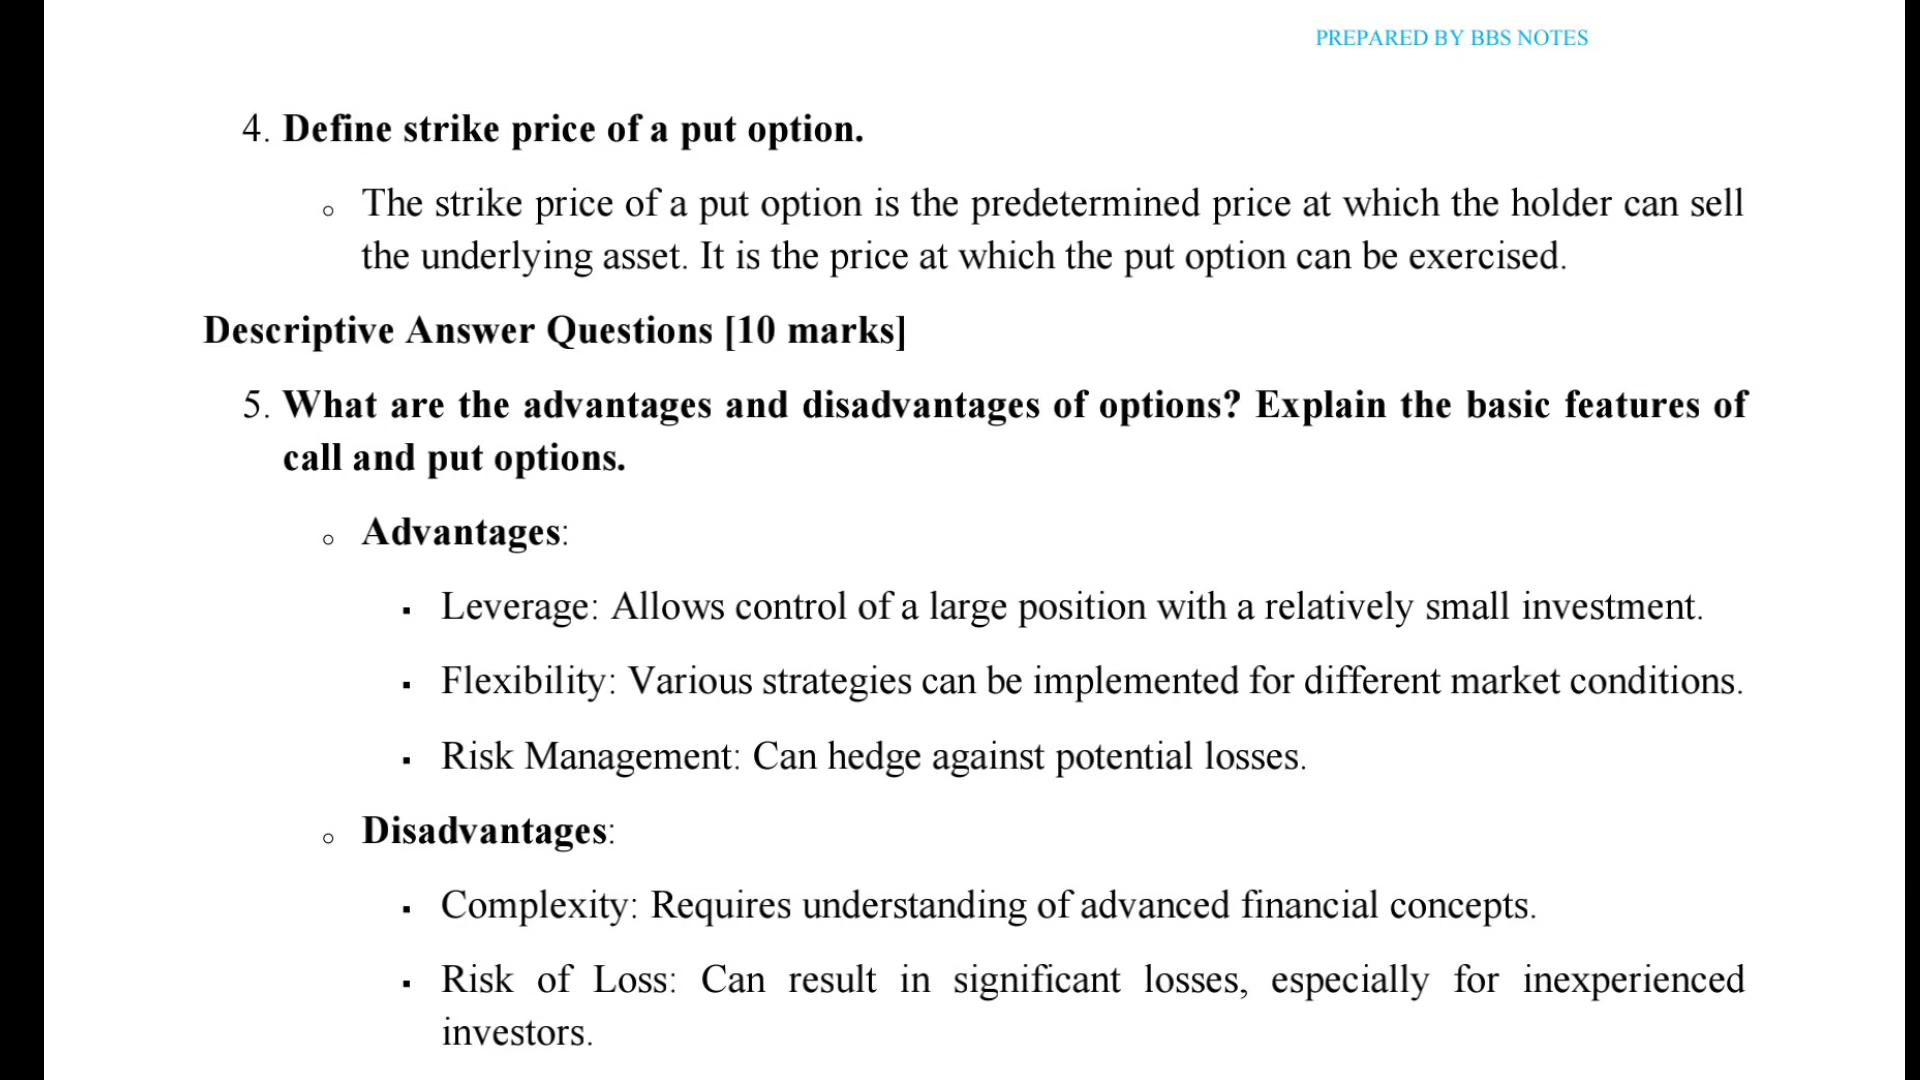 PREPARED BY BBS NOTES
4. Define strike price of a put option.
○ The strike price of a put option is the predetermined price at which the holder can sell
the underlying asset. It is the price at which the put option can be exercised.
Descriptive Answer Questions [10 marks]
5. What are the advantages and disadvantages of options? Explain the basic features of
call and put options.
○ Advantages:
▪ Leverage: Allows control of a large position with a relatively small investment.
▪ Flexibility: Various strategies can be implemented for different market conditions.
▪ Risk Management: Can hedge against potential losses.
○ Disadvantages:
▪ Complexity: Requires understanding of advanced financial concepts.
▪ Risk of Loss: Can result in significant losses, especially for inexperienced
investors.